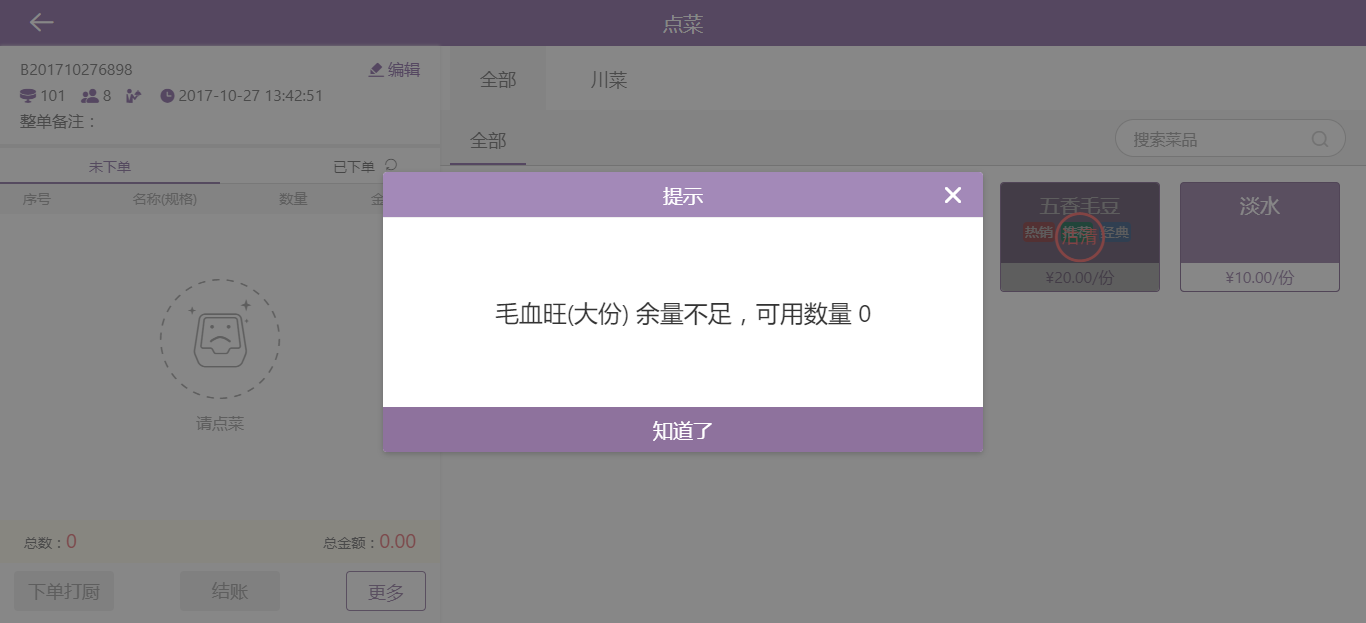 点菜
B201710276898 编辑
101 8 2017-10-27 13:42:51
整单备注：
未下单 已下单
序号 名称(规格) 数量 金
请点菜
总数：0 总金额：0.00
下单打厨 结账 更多
全部 川菜
全部 搜索菜品
五香毛豆
热销 推荐 经典
沽清
¥20.00/份
淡水
¥10.00/份
提示
毛血旺(大份) 余量不足，可用数量 0
知道了